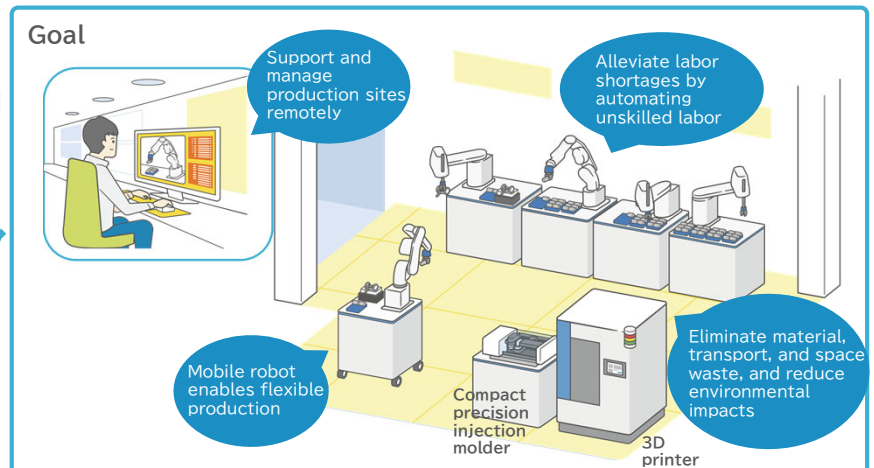 Goal
Support and
manage
production sites
remotely
Alleviate labor
shortages by
automating
unskilled labor
Mobile robot
enables flexible
production
Compact
precision
injection
molder
3D
printer
Eliminate material,
transport, and space
waste, and reduce
environmental
impacts